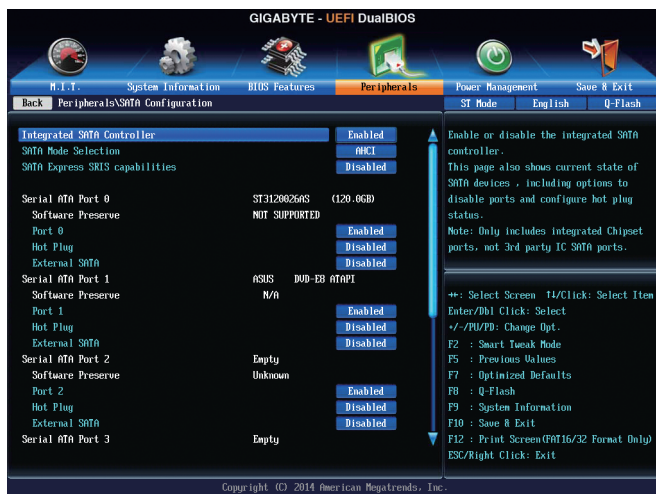 GIGABYTE - UEFI DualBIOS
M.I.T. System Information BIOS Features Peripherals Power Management Save & Exit
Back Peripherals\SATA Configuration ST Mode English Q-Flash
Integrated SATA Controller Enabled
SATA Mode Selection AHCI
SATA Express SRIS capabilities Disabled
Serial ATA Port 0 ST3120026AS (120.0GB)
Software Preserve NOT SUPPORTED
Port 0 Enabled
Hot Plug Disabled
External SATA Disabled
Serial ATA Port 1 ASUS DVD-E8 ATAPI
Software Preserve N/A
Port 1 Enabled
Hot Plug Disabled
External SATA Disabled
Serial ATA Port 2 Empty
Software Preserve Unknown
Port 2 Enabled
Hot Plug Disabled
External SATA Disabled
Serial ATA Port 3 Empty
Enable or disable the integrated SATA
controller.
This page also shows current state of
SATA devices , including options to
disable ports and configure hot plug
status.
Note: Only includes integrated Chipset
ports, not 3rd party IC SATA ports.
→←: Select Screen ↑↓/Click: Select Item
Enter/Dbl Click: Select
+/-/PU/PD: Change Opt.
F2 : Smart Tweak Mode
F5 : Previous Values
F7 : Optimized Defaults
F8 : Q-Flash
F9 : System Information
F10 : Save & Exit
F12 : Print Screen(FAT16/32 Format Only)
ESC/Right Click: Exit
Copyright (C) 2014 American Megatrends, Inc.